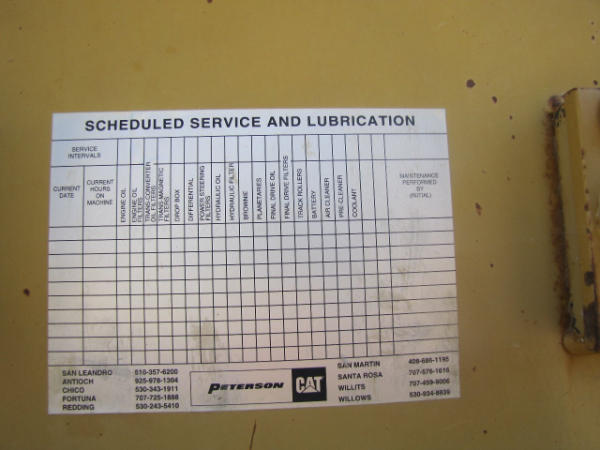 SCHEDULED SERVICE AND LUBRICATION
SERVICE INTERVALS
CURRENT DATE
CURRENT HOURS ON MACHINE
ENGINE OIL
ENGINE OIL FILTERS
TRANS-CONVERTER OIL FILTERS
TRANS MAGNETIC FILTERS
DROP BOX
DIFFERENTIAL
POWER STEERING FILTERS
HYDRAULIC OIL
HYDRAULIC FILTER
BROWNIE
PLANETARIES
FINAL DRIVE OIL
FINAL DRIVE FILTERS
TRACK ROLLERS
BATTERY
AIR CLEANER
PRE-CLEANER
COOLANT
MAINTENANCE PERFORMED BY (INITIAL)
SAN LEANDRO 510-357-6200
ANTIOCH 925-978-1304
CHICO 530-343-1911
FORTUNA 707-725-1888
REDDING 530-243-5410
PETERSON CAT
SAN MARTIN 408-686-1195
SANTA ROSA 707-576-1616
WILLITS 707-459-9006
WILLOWS 530-934-8839